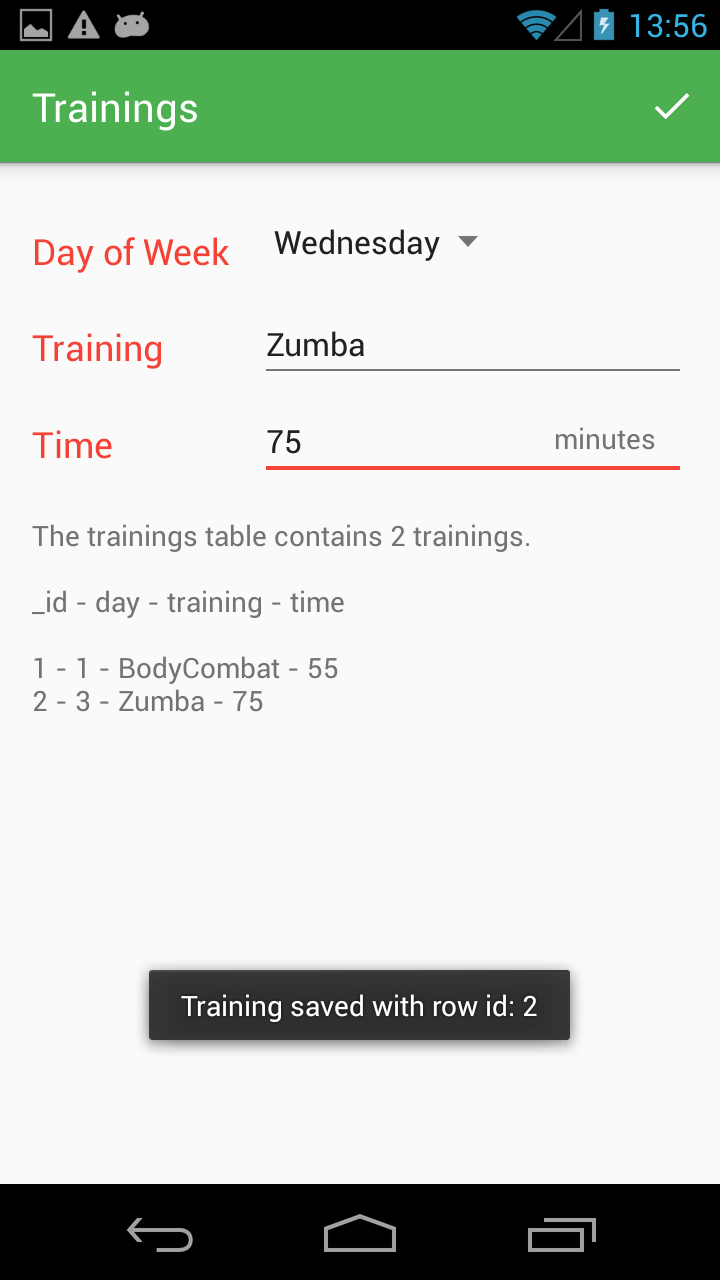 13:56
Trainings
Day of Week Wednesday
Training Zumba
Time 75 minutes
The trainings table contains 2 trainings.
_id - day - training - time
1 - 1 - BodyCombat - 55
2 - 3 - Zumba - 75
Training saved with row id: 2